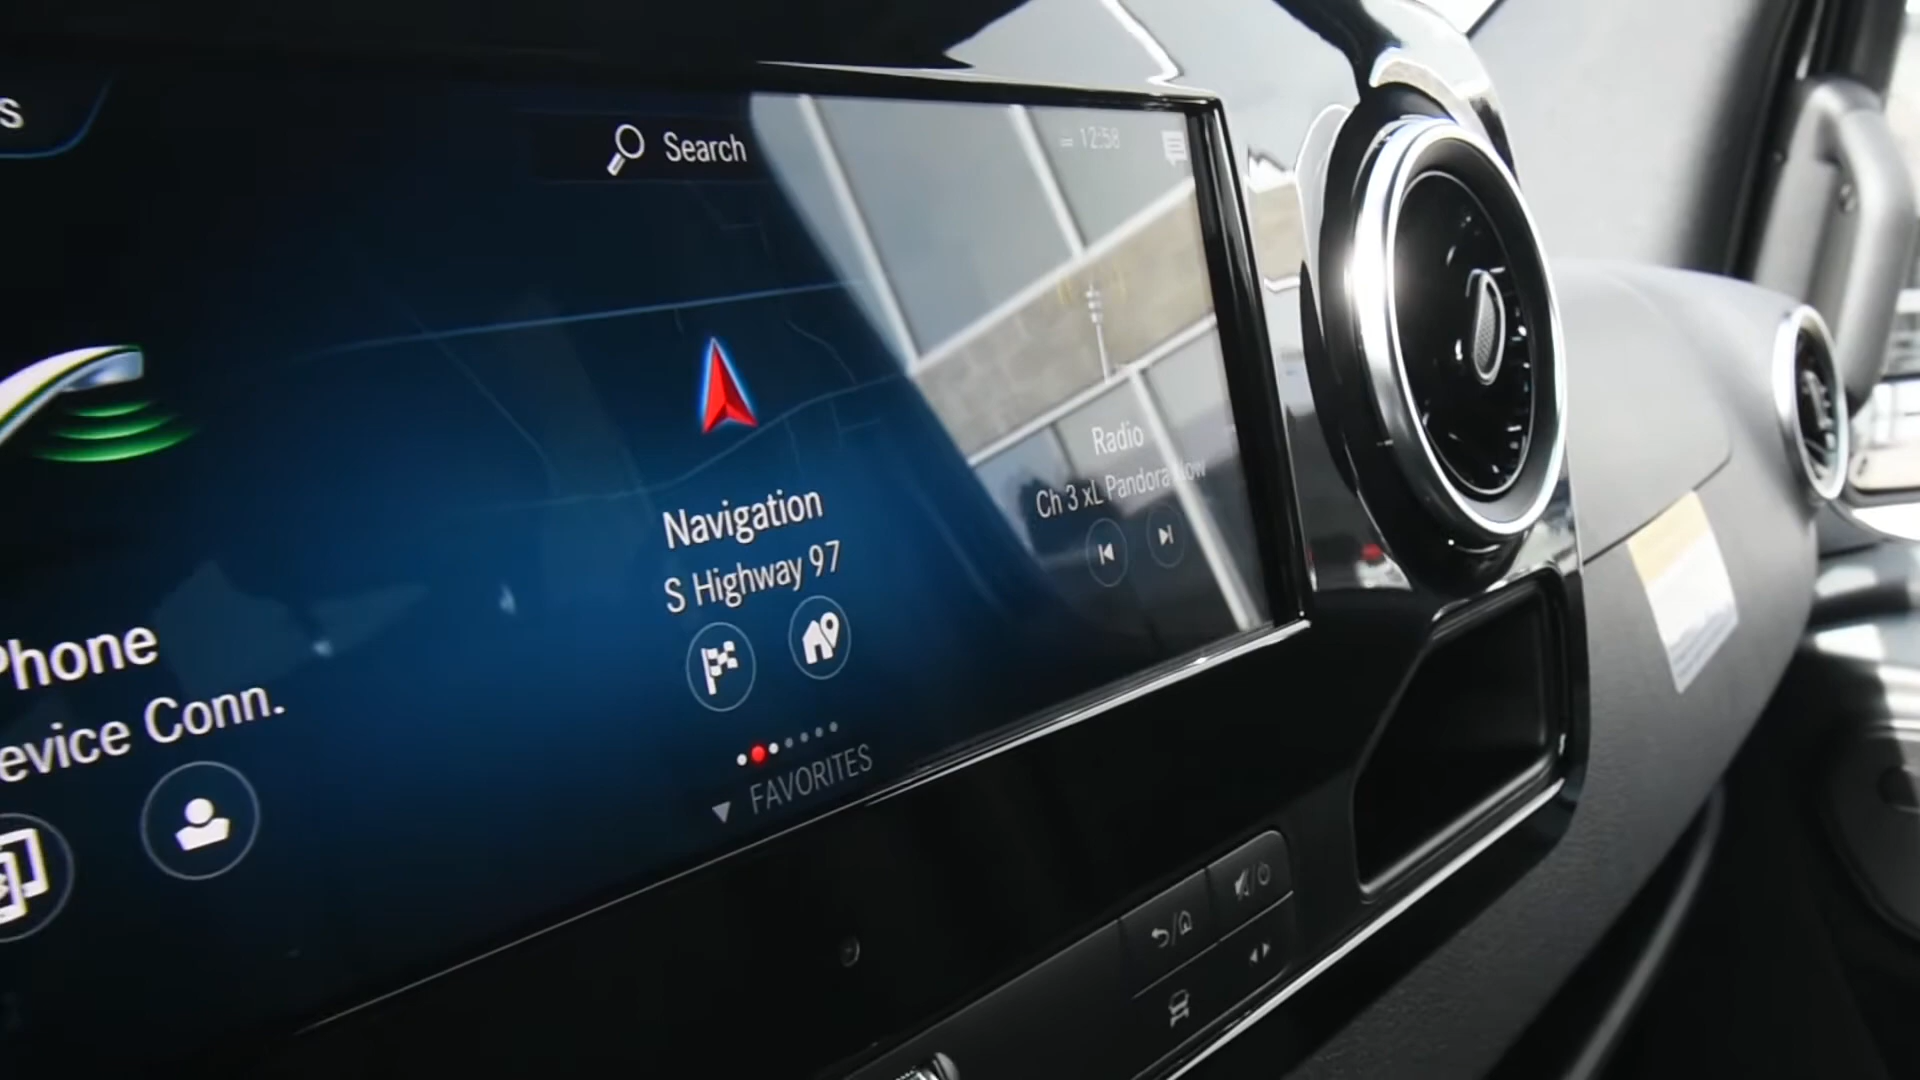 s
Search
12:58
Navigation
S Highway 97
Radio
Ch 3 xL Pandora Now
Phone
evice Conn.
FAVORITES